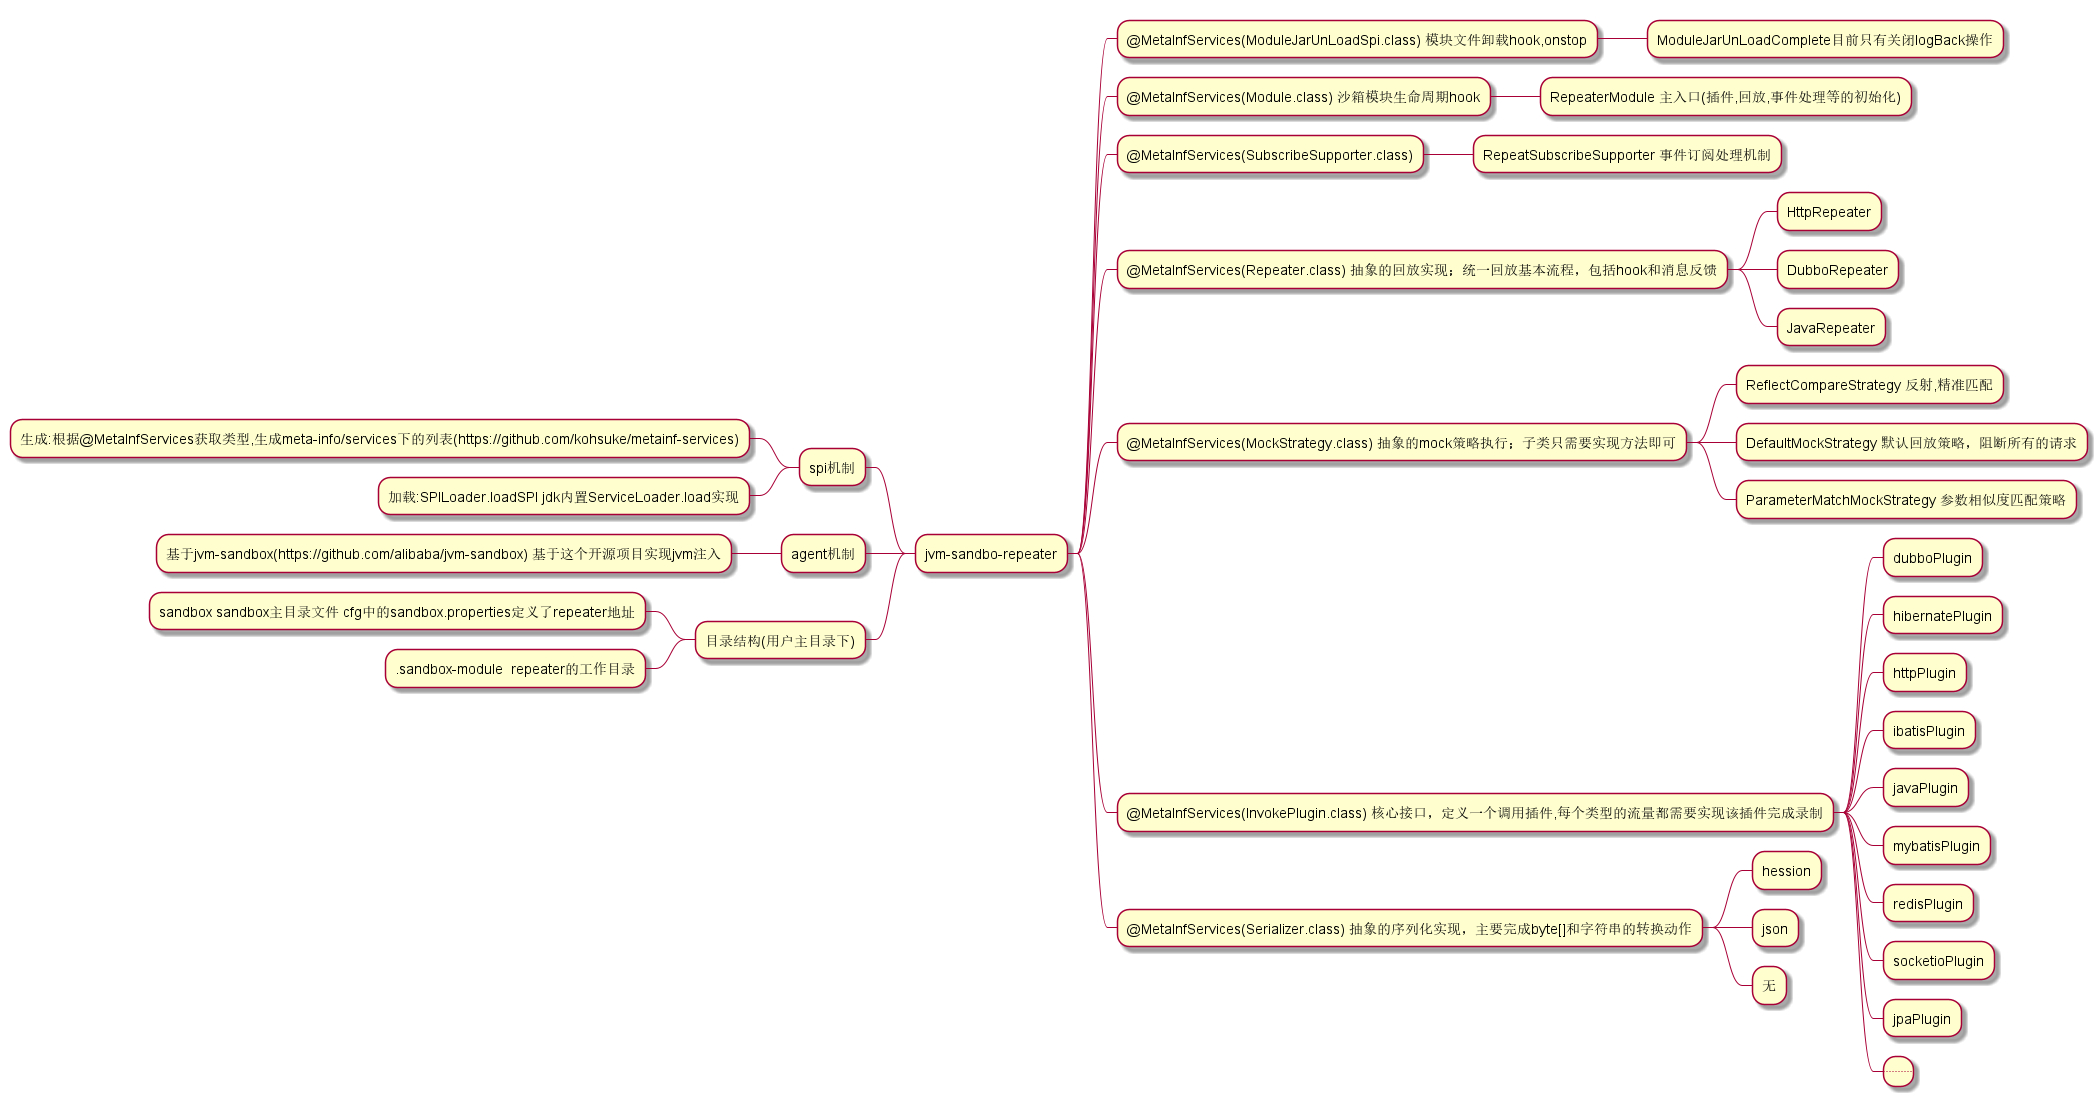 jvm-sandbo-repeater
@MetaInfServices(ModuleJarUnLoadSpi.class) 模块文件卸载hook,onstop
ModuleJarUnLoadComplete目前只有关闭logBack操作
@MetaInfServices(Module.class) 沙箱模块生命周期hook
RepeaterModule 主入口(插件,回放,事件处理等的初始化)
@MetaInfServices(SubscribeSupporter.class)
RepeatSubscribeSupporter 事件订阅处理机制
@MetaInfServices(Repeater.class) 抽象的回放实现；统一回放基本流程，包括hook和消息反馈
HttpRepeater
DubboRepeater
JavaRepeater
@MetaInfServices(MockStrategy.class) 抽象的mock策略执行；子类只需要实现方法即可
ReflectCompareStrategy 反射,精准匹配
DefaultMockStrategy 默认回放策略，阻断所有的请求
ParameterMatchMockStrategy 参数相似度匹配策略
@MetaInfServices(InvokePlugin.class) 核心接口，定义一个调用插件,每个类型的流量都需要实现该插件完成录制
dubboPlugin
hibernatePlugin
httpPlugin
ibatisPlugin
javaPlugin
mybatisPlugin
redisPlugin
socketioPlugin
jpaPlugin
.........
@MetaInfServices(Serializer.class) 抽象的序列化实现，主要完成byte[]和字符串的转换动作
hession
json
无
spi机制
生成:根据@MetaInfServices获取类型,生成meta-info/services下的列表(https://github.com/kohsuke/metainf-services)
加载:SPILoader.loadSPI jdk内置ServiceLoader.load实现
agent机制
基于jvm-sandbox(https://github.com/alibaba/jvm-sandbox) 基于这个开源项目实现jvm注入
目录结构(用户主目录下)
sandbox sandbox主目录文件 cfg中的sandbox.properties定义了repeater地址
.sandbox-module  repeater的工作目录